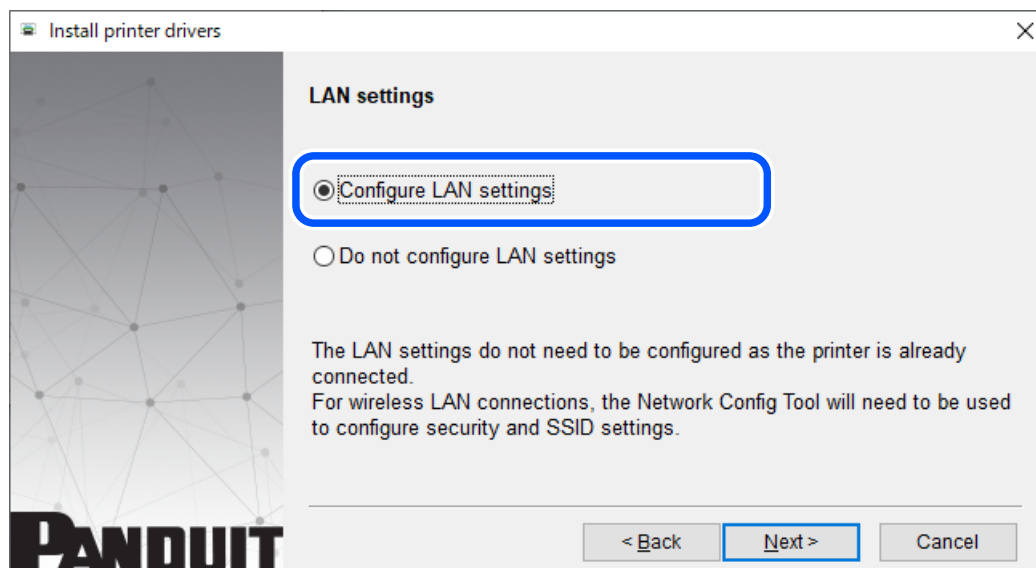 Install printer drivers
LAN settings
Configure LAN settings
Do not configure LAN settings
The LAN settings do not need to be configured as the printer is already
connected.
For wireless LAN connections, the Network Config Tool will need to be used
to configure security and SSID settings.
PANDUIT
< Back
Next >
Cancel